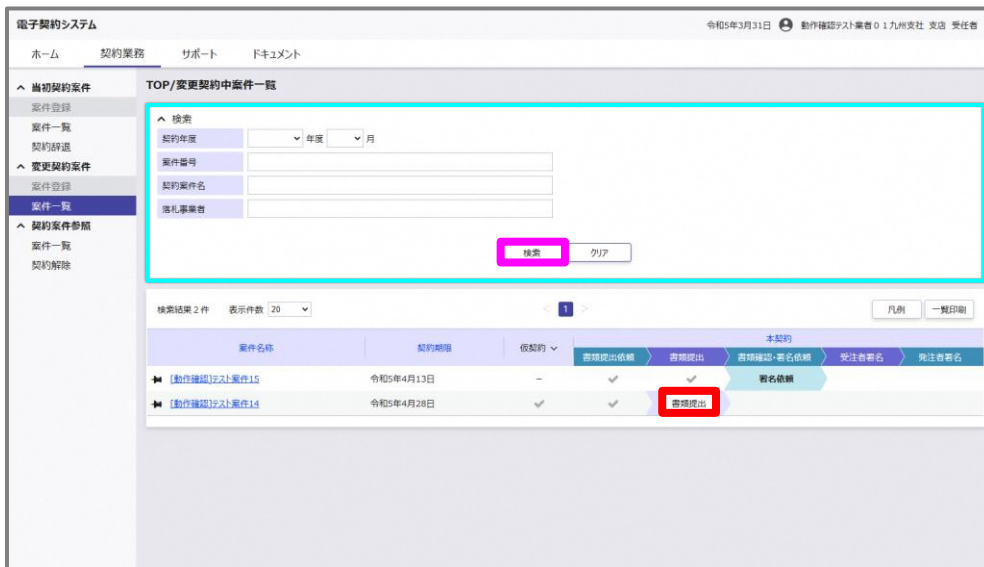 電子契約システム 令和5年3月31日 動作確認テスト業者01九州支社 支店 受任者
ホーム 契約業務 サポート ドキュメント
当初契約案件
案件登録
案件一覧
契約辞退
変更契約案件
案件登録
案件一覧
契約案件参照
案件一覧
契約解除
TOP/変更契約中案件一覧
検索
契約年度 年度 月
案件番号
契約案件名
落札事業者
検索 クリア
検索結果2件 表示件数 20 < 1 > 凡例 一覧印刷
案件名称 契約期限 仮契約 本契約
書類提出依頼 書類提出 書類確認・署名依頼 受注者署名 発注者署名
[動作確認]テスト案件15 令和5年4月13日 - 署名依頼
[動作確認]テスト案件14 令和5年4月28日 書類提出